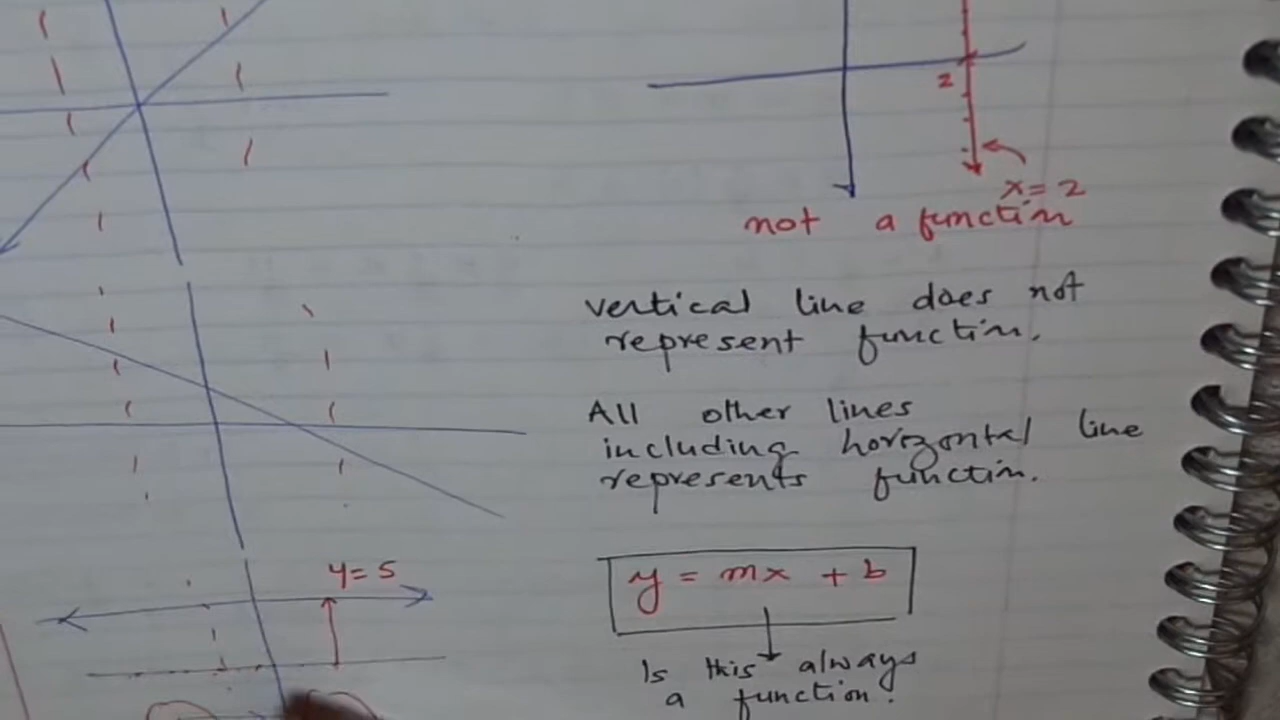 2
x = 2
not a function
vertical line does not
represent function.
All other lines
including horizontal line
represents function.
y = 5
y = mx + b
Is this always
a function?